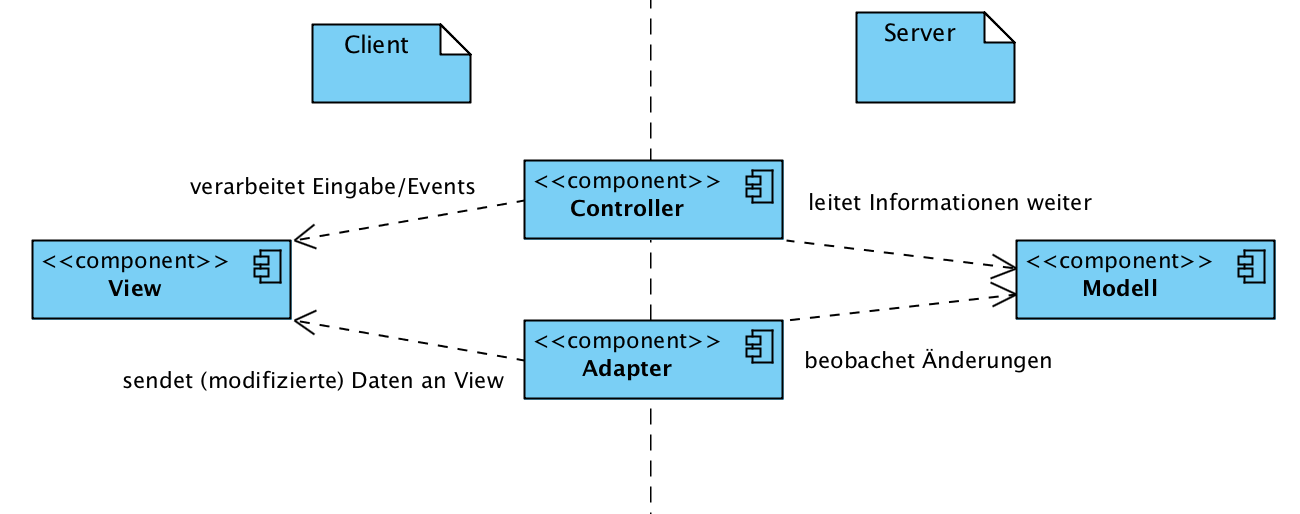 Client
Server
verarbeitet Eingabe/Events
<<component>>
Controller
leitet Informationen weiter
<<component>>
View
<<component>>
Modell
<<component>>
Adapter
sendet (modifizierte) Daten an View
beobachet Änderungen